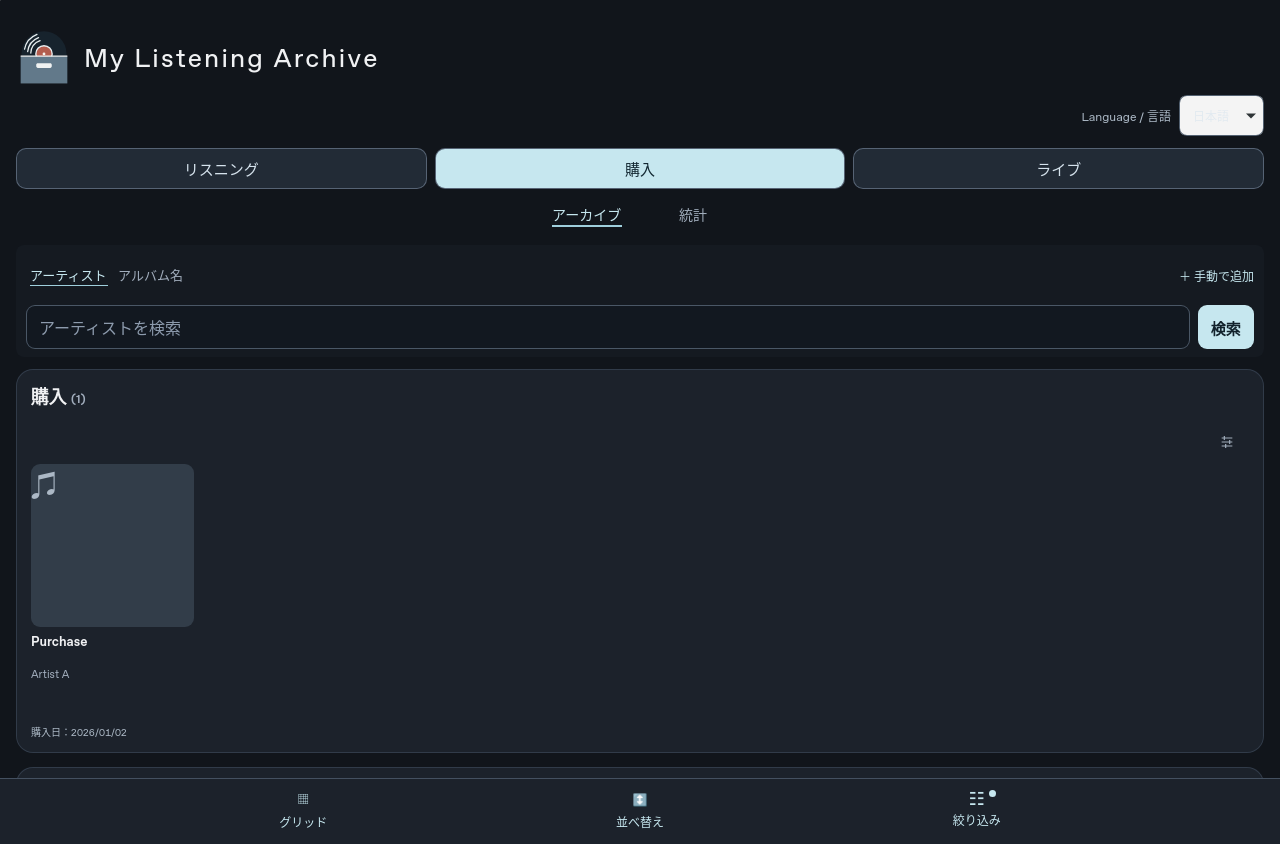 My Listening Archive
Language / 言語 日本語
リスニング 購入 ライブ
アーカイブ 統計
アーティスト アルバム名 ＋ 手動で追加
アーティストを検索 検索
購入 (1)
Purchase
Artist A
購入日：2026/01/02
グリッド 並べ替え 絞り込み